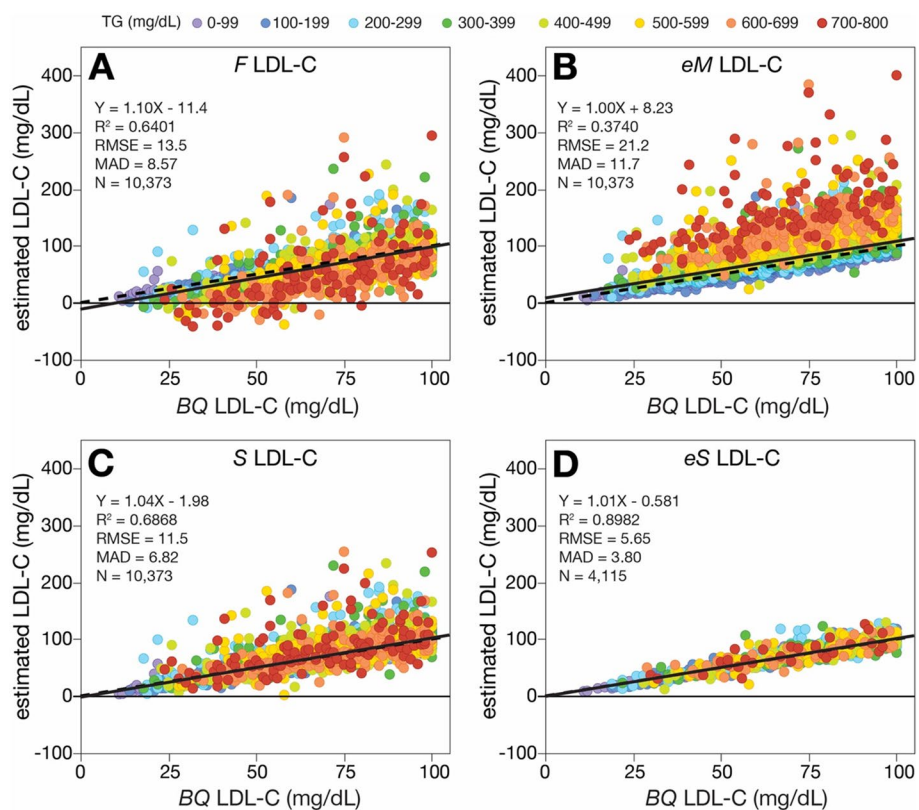 TG (mg/dL) 0-99 100-199 200-299 300-399 400-499 500-599 600-699 700-800
A
F LDL-C
Y = 1.10X - 11.4
R² = 0.6401
RMSE = 13.5
MAD = 8.57
N = 10,373
estimated LDL-C (mg/dL)
400
300
200
100
0
-100
0 25 50 75 100
BQ LDL-C (mg/dL)
B
eM LDL-C
Y = 1.00X + 8.23
R² = 0.3740
RMSE = 21.2
MAD = 11.7
N = 10,373
estimated LDL-C (mg/dL)
400
300
200
100
0
-100
0 25 50 75 100
BQ LDL-C (mg/dL)
C
S LDL-C
Y = 1.04X - 1.98
R² = 0.6868
RMSE = 11.5
MAD = 6.82
N = 10,373
estimated LDL-C (mg/dL)
400
300
200
100
0
-100
0 25 50 75 100
BQ LDL-C (mg/dL)
D
eS LDL-C
Y = 1.01X - 0.581
R² = 0.8982
RMSE = 5.65
MAD = 3.80
N = 4,115
estimated LDL-C (mg/dL)
400
300
200
100
0
-100
0 25 50 75 100
BQ LDL-C (mg/dL)